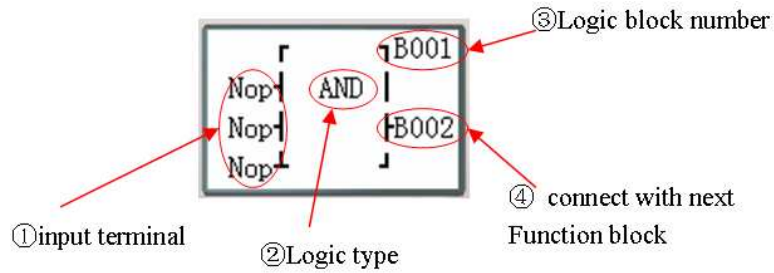 ③Logic block number
B001
Nop AND
Nop B002
Nop
④ connect with next
Function block
①input terminal
②Logic type